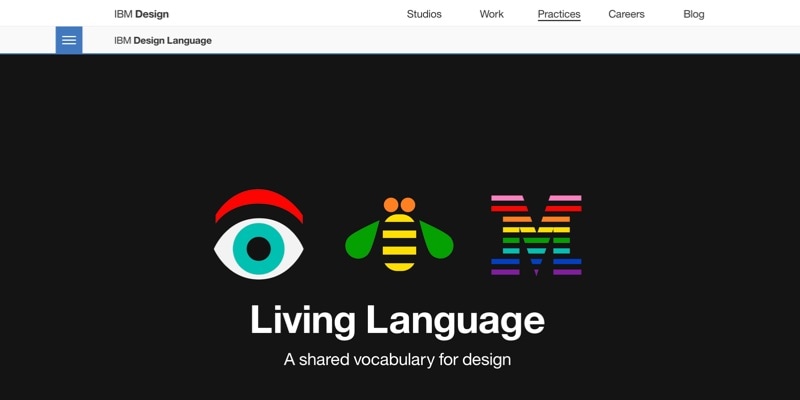 IBM Design
Studios Work Practices Careers Blog
IBM Design Language
M
Living Language
A shared vocabulary for design